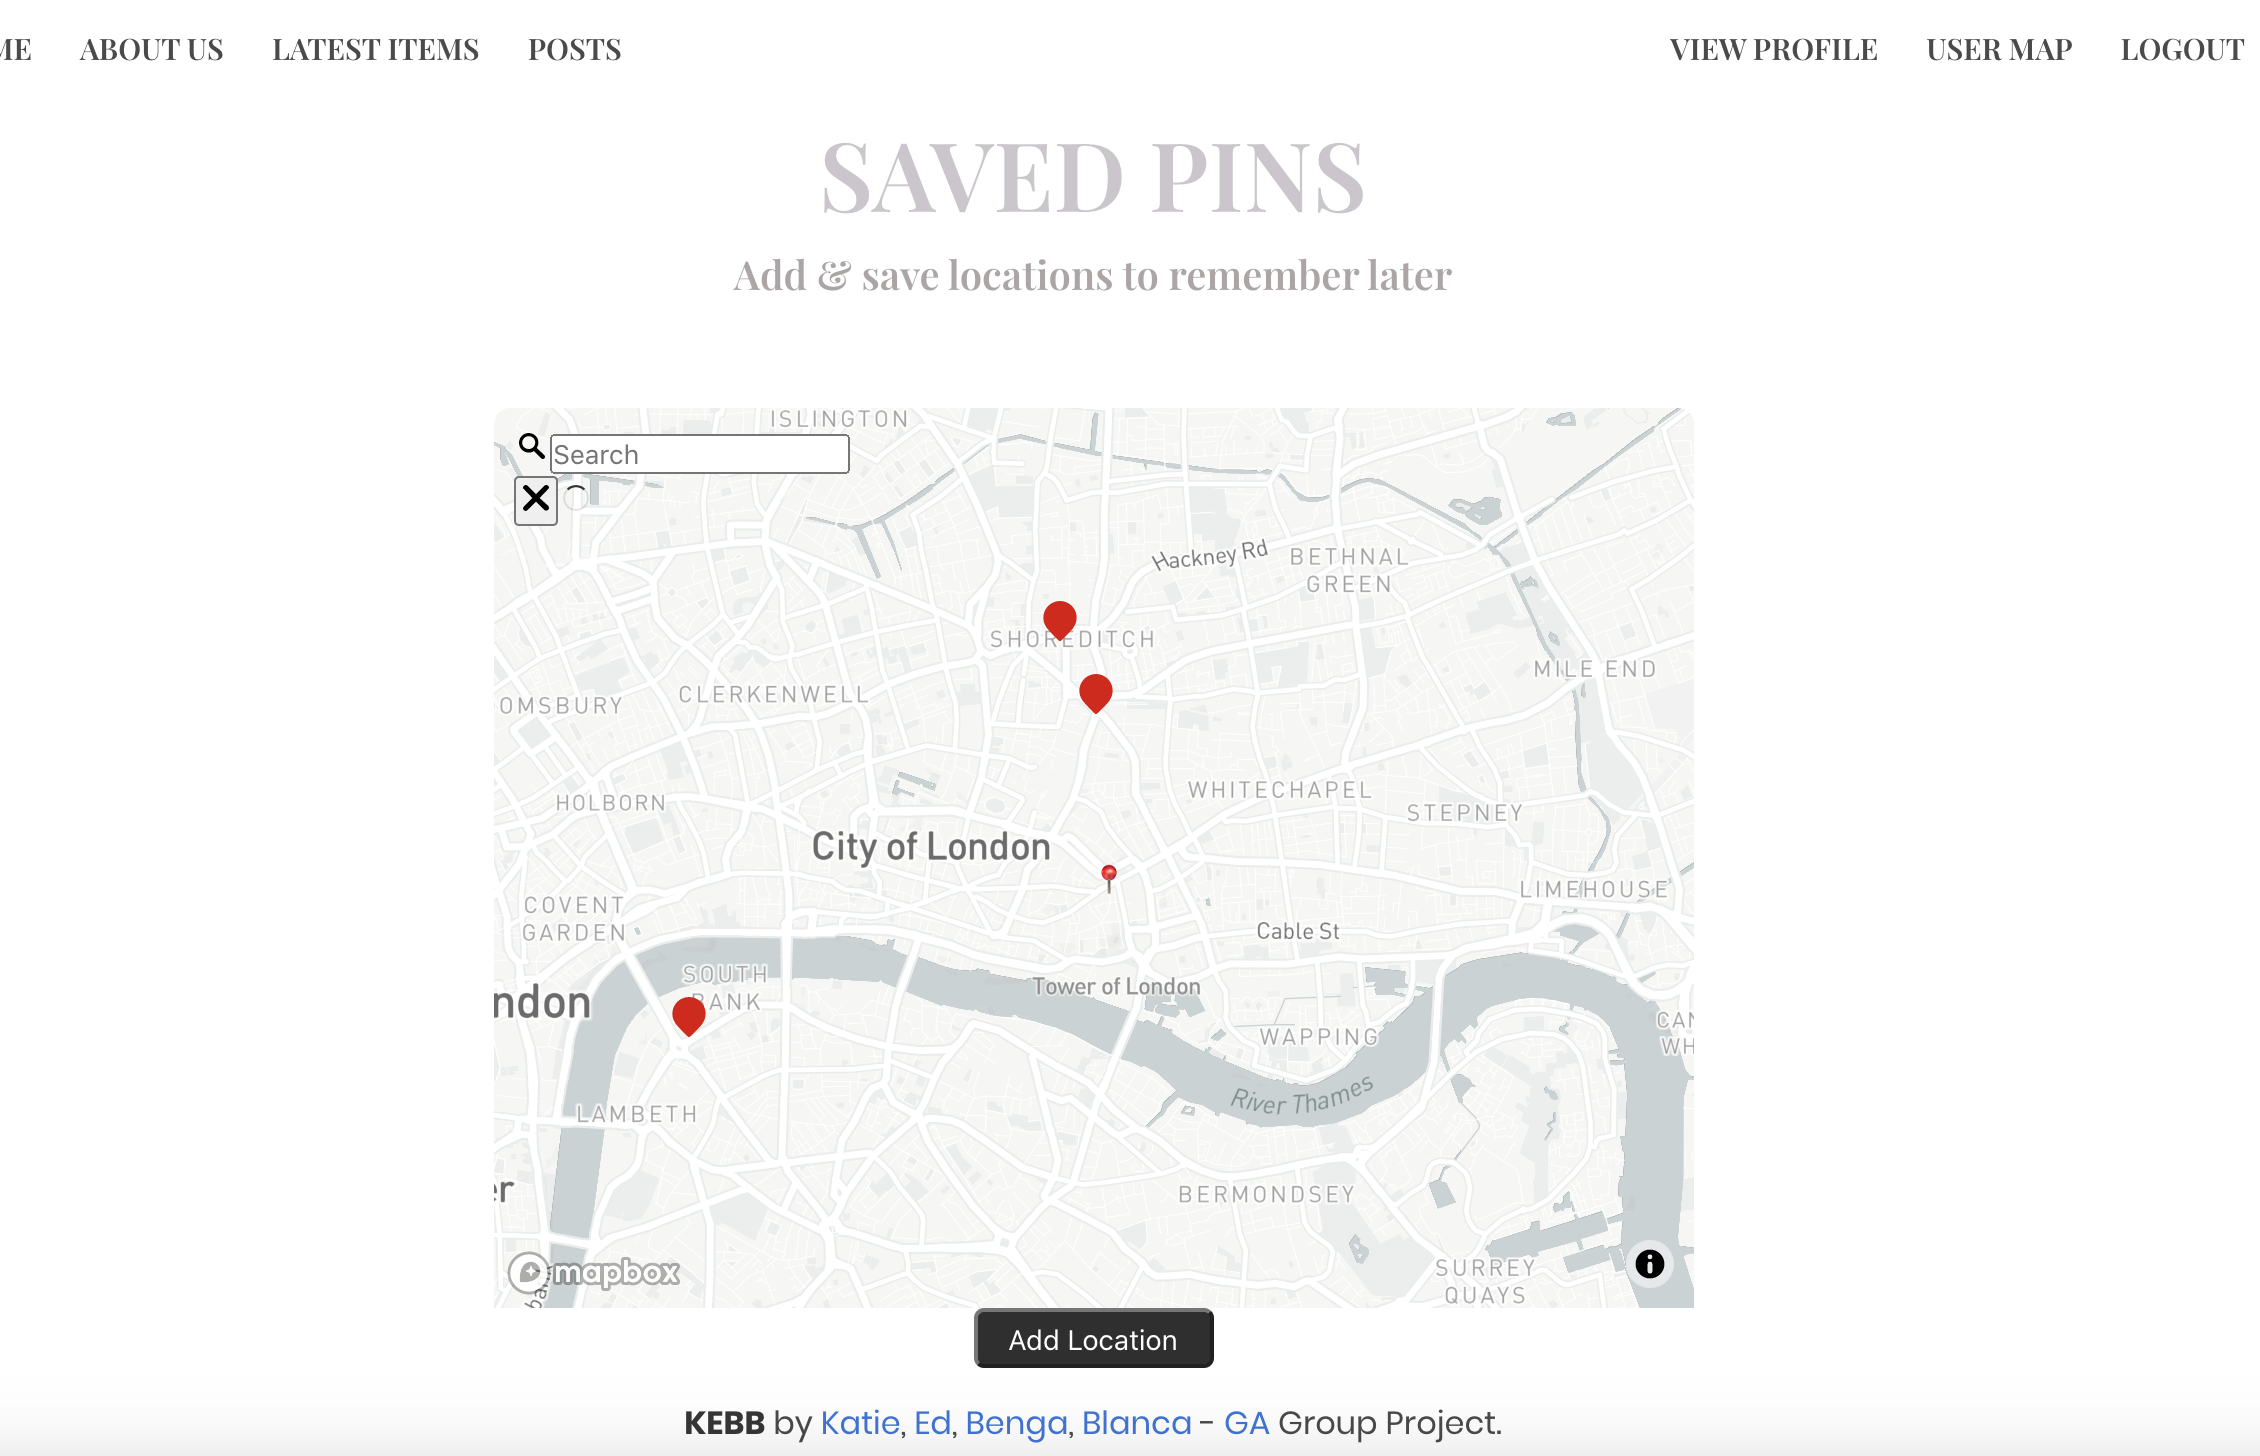 ME ABOUT US LATEST ITEMS POSTS VIEW PROFILE USER MAP LOGOUT
SAVED PINS
Add & save locations to remember later
ISLINGTON
Search
Hackney Rd
BETHNAL
GREEN
SHOREDITCH
MILE END
CLERKENWELL
OMSBURY
WHITECHAPEL
HOLBORN
STEPNEY
City of London
LIMEHOUSE
COVENT
GARDEN
Cable St
SOUTH
BANK
Tower of London
ndon
CAN
WH
WAPPING
River Thames
LAMBETH
er
BERMONDSEY
SURREY
QUAYS
mapbox
Add Location
KEBB by Katie, Ed, Benga, Blanca - GA Group Project.